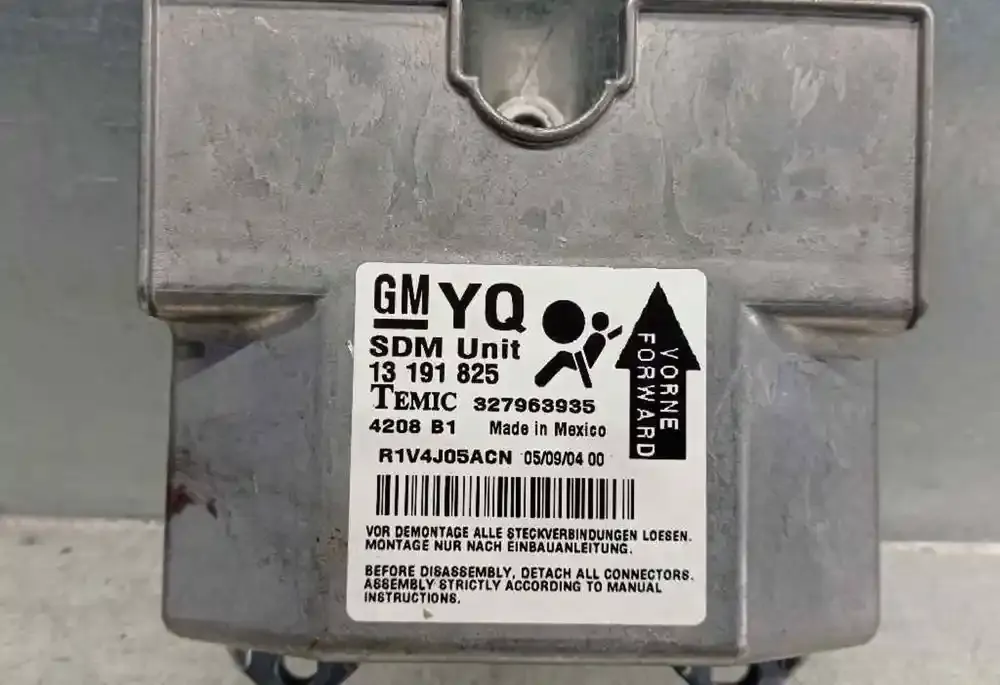 GM YQ
SDM Unit
13 191 825
TEMIC 327963935
4208 B1 Made in Mexico
R1V4J05ACN 05/09/04 00
VORNE
FORWARD
VOR DEMONTAGE ALLE STECKVERBINDUNGEN LOESEN.
MONTAGE NUR NACH EINBAUANLEITUNG.
BEFORE DISASSEMBLY, DETACH ALL CONNECTORS.
ASSEMBLY STRICTLY ACCORDING TO MANUAL
INSTRUCTIONS.